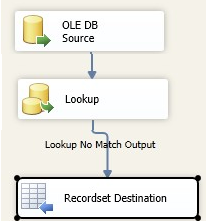 OLE DB
Source
Lookup
Lookup No Match Output
Recordset Destination